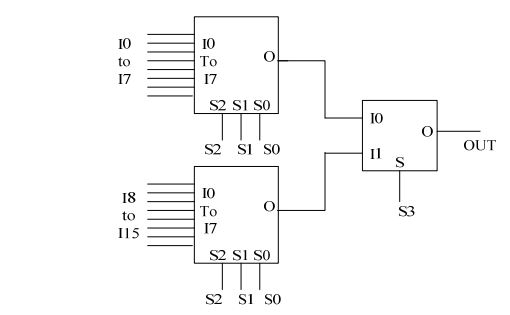 I0
to
I7
I0
To
I7
O
S2 S1 S0
S2 S1 S0
I0
I1
O
S
OUT
S3
I8
to
I15
I0
To
I7
O
S2 S1 S0
S2 S1 S0